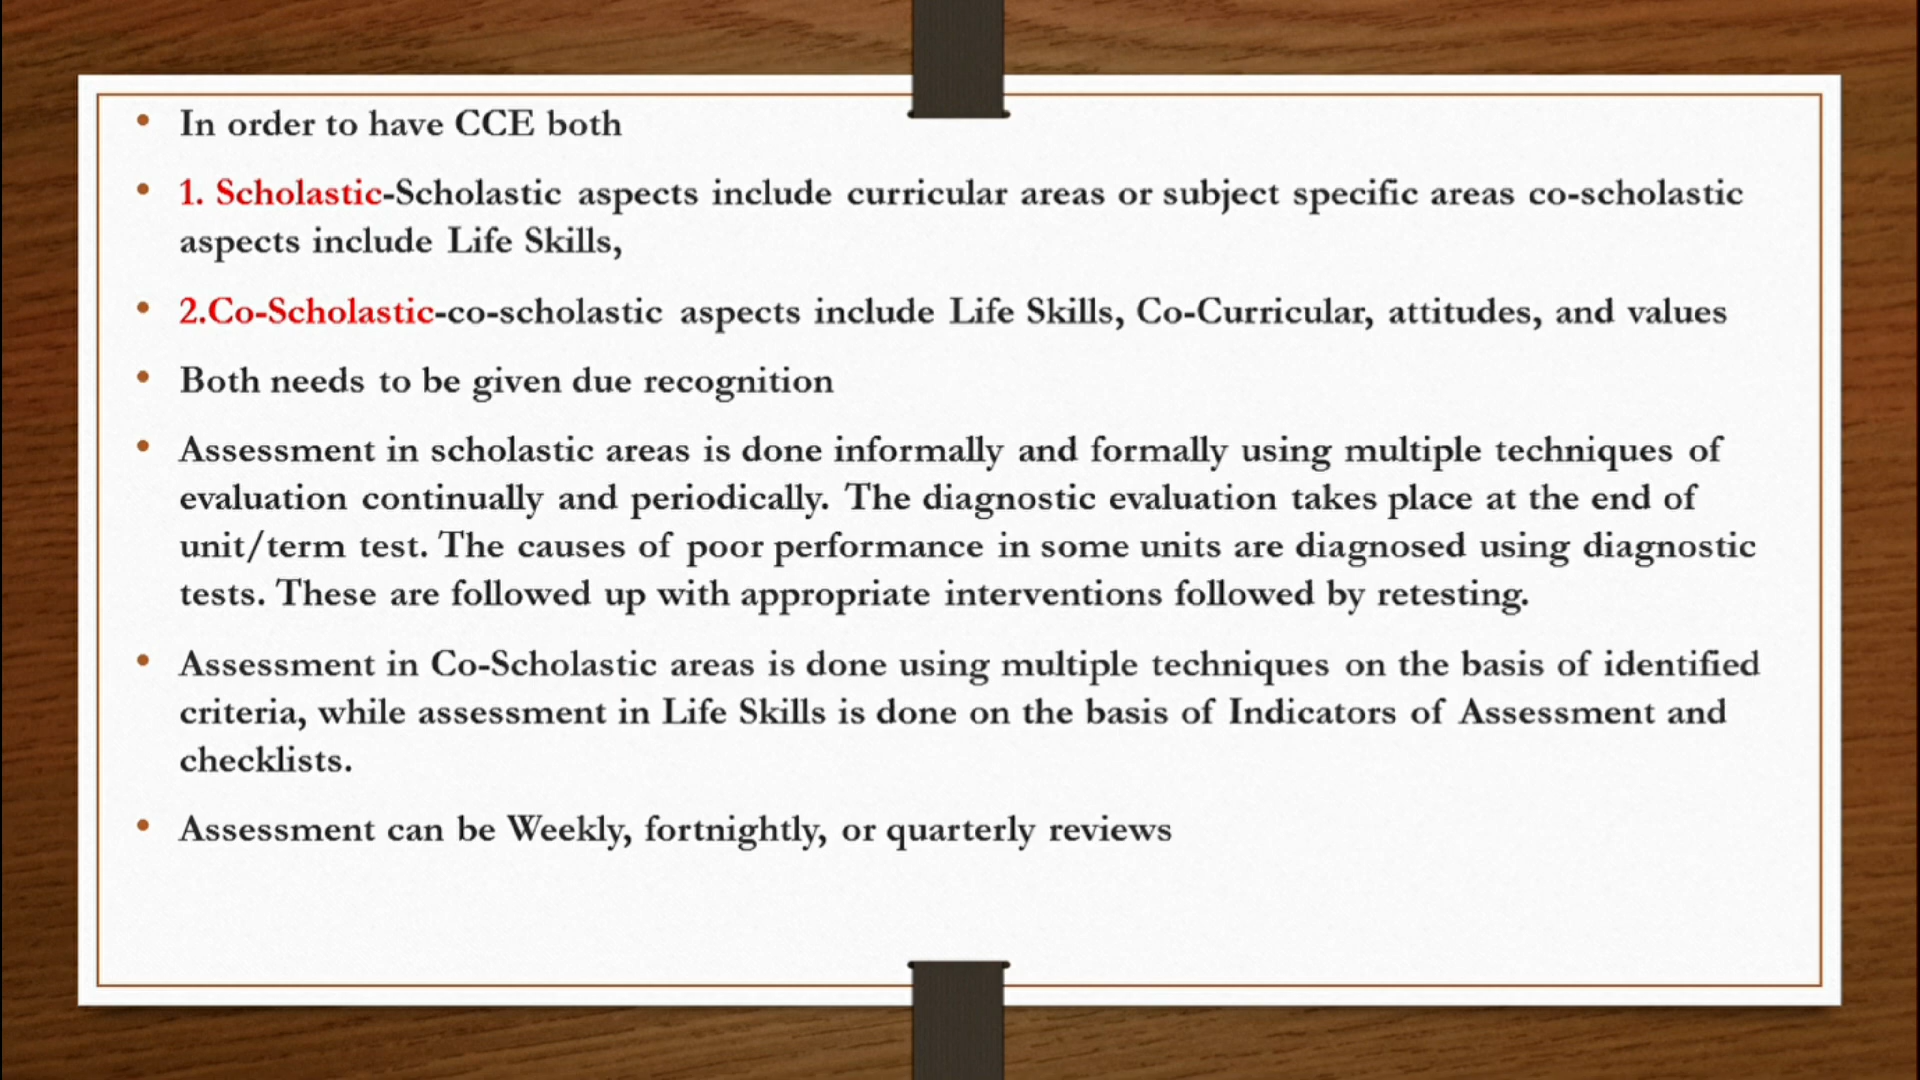 • In order to have CCE both
• 1. Scholastic-Scholastic aspects include curricular areas or subject specific areas co-scholastic
aspects include Life Skills,
• 2.Co-Scholastic-co-scholastic aspects include Life Skills, Co-Curricular, attitudes, and values
• Both needs to be given due recognition
• Assessment in scholastic areas is done informally and formally using multiple techniques of
evaluation continually and periodically. The diagnostic evaluation takes place at the end of
unit/term test. The causes of poor performance in some units are diagnosed using diagnostic
tests. These are followed up with appropriate interventions followed by retesting.
• Assessment in Co-Scholastic areas is done using multiple techniques on the basis of identified
criteria, while assessment in Life Skills is done on the basis of Indicators of Assessment and
checklists.
• Assessment can be Weekly, fortnightly, or quarterly reviews